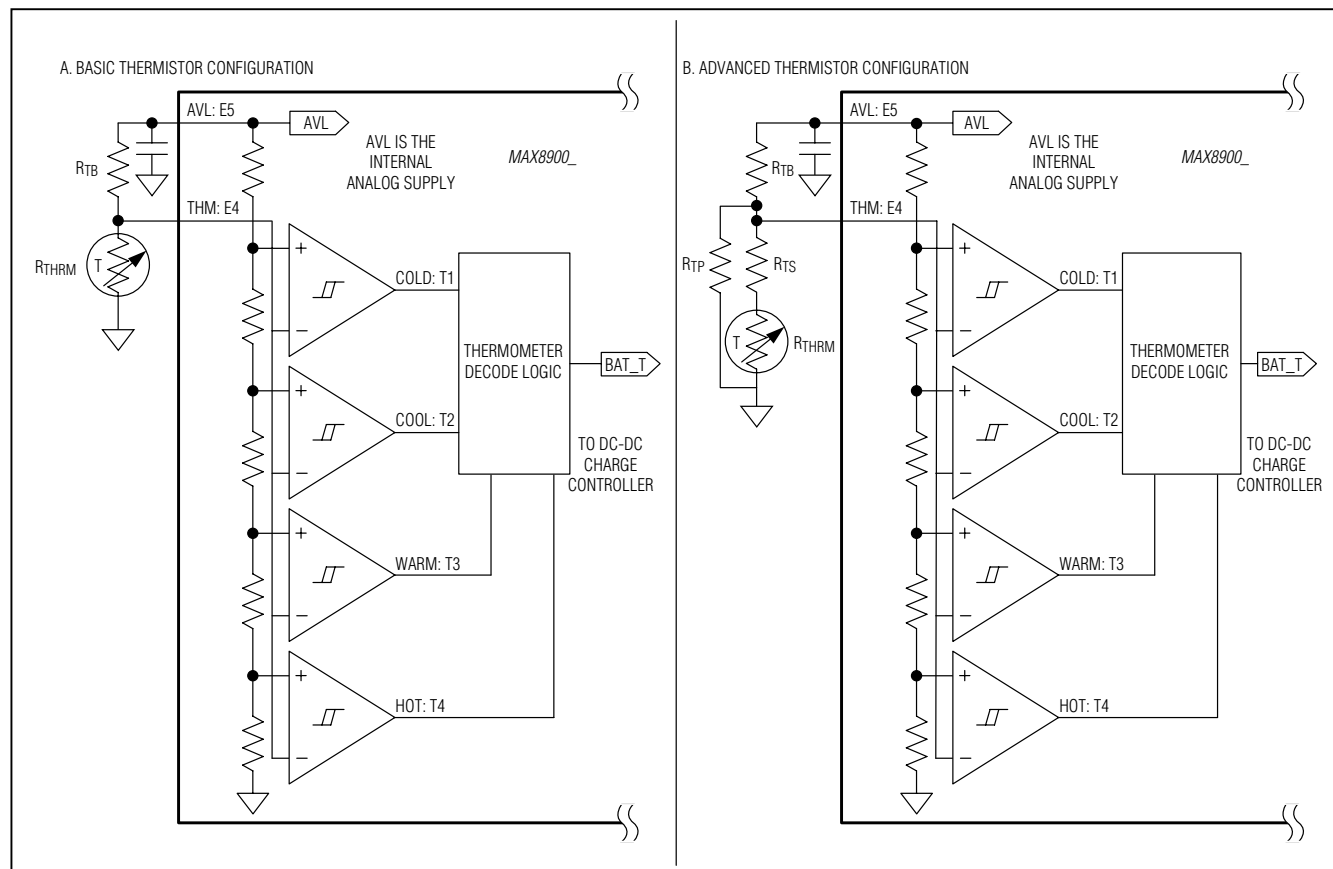 A. BASIC THERMISTOR CONFIGURATION
AVL: E5
AVL
AVL IS THE
INTERNAL
ANALOG SUPPLY
MAX8900_
RTB
THM: E4
RTHRM
T
+
−
COLD: T1
+
−
COOL: T2
+
−
WARM: T3
+
−
HOT: T4
THERMOMETER
DECODE LOGIC
BAT_T
TO DC-DC
CHARGE
CONTROLLER
B. ADVANCED THERMISTOR CONFIGURATION
AVL: E5
AVL
AVL IS THE
INTERNAL
ANALOG SUPPLY
MAX8900_
RTB
THM: E4
RTP
RTS
T
RTHRM
+
−
COLD: T1
+
−
COOL: T2
+
−
WARM: T3
+
−
HOT: T4
THERMOMETER
DECODE LOGIC
BAT_T
TO DC-DC
CHARGE
CONTROLLER